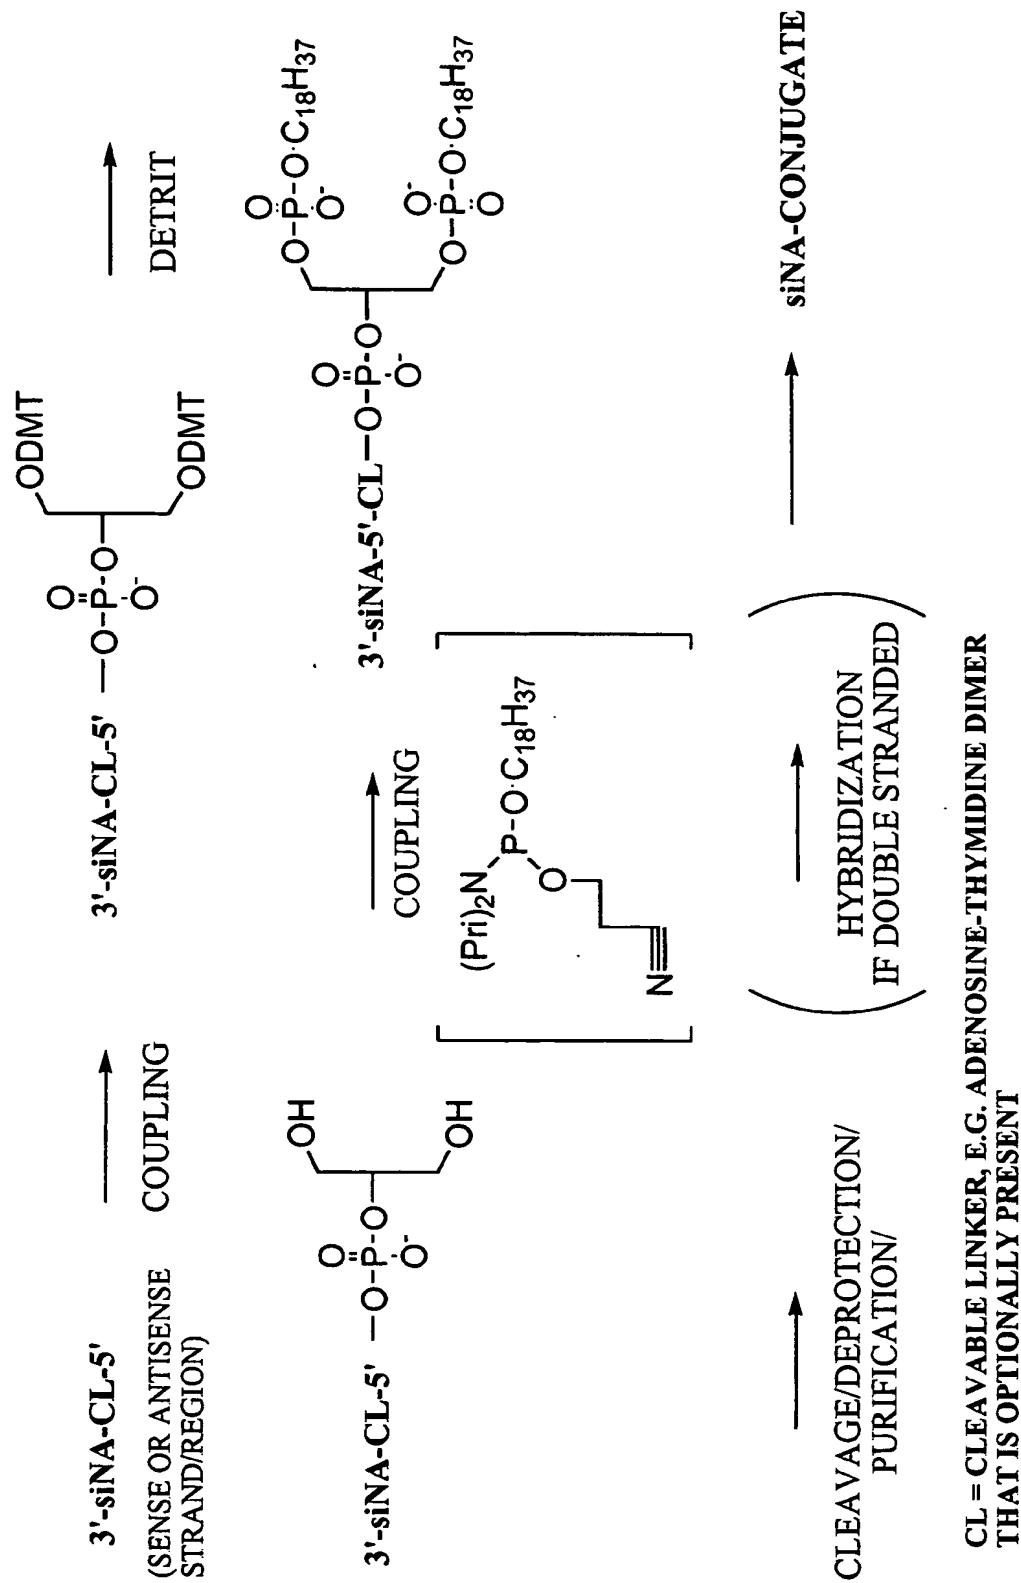 3'-siNA-CL-5'
(SENSE OR ANTISENSE
STRAND/REGION)
COUPLING
3'-siNA-CL-5' —O-P-O
O
O-
ODMT
ODMT
DETRIT
3'-siNA-CL-5' —O-P-O
O
O-
OH
OH
COUPLING
(Pri)2N
P-O·C18H37
O
N
3'-siNA-5'-CL —O-P-O
O
O-
O
O-P-O·C18H37
O-
O-
O-P-O·C18H37
O
CLEAVAGE/DEPROTECTION/
PURIFICATION/
HYBRIDIZATION
IF DOUBLE STRANDED
siNA-CONJUGATE
CL = CLEAVABLE LINKER, E.G. ADENOSINE-THYMIDINE DIMER
THAT IS OPTIONALLY PRESENT